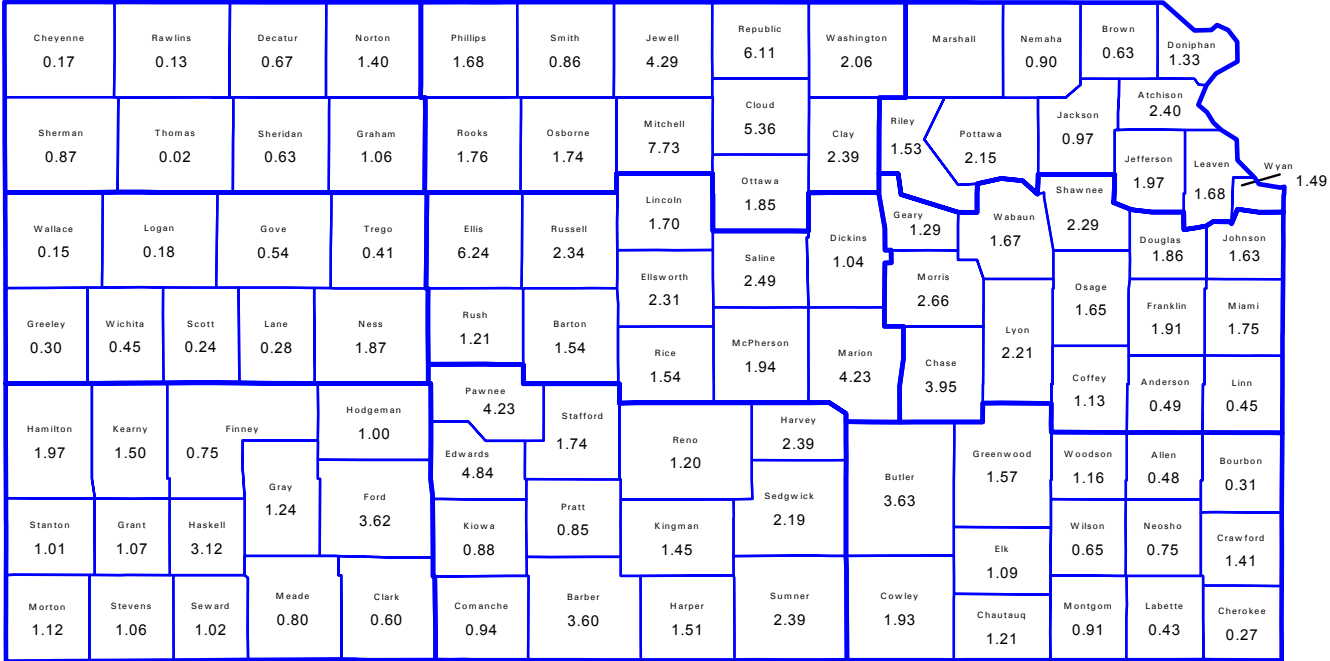 Cheyenne
0.17
Rawlins
0.13
Decatur
0.67
Norton
1.40
Phillips
1.68
Smith
0.86
Jewell
4.29
Republic
6.11
Washington
2.06
Marshall
Nemaha
0.90
Brown
0.63
Doniphan
1.33
Sherman
0.87
Thomas
0.02
Sheridan
0.63
Graham
1.06
Rooks
1.76
Osborne
1.74
Mitchell
7.73
Cloud
5.36
Clay
2.39
Riley
1.53
Pottawa
2.15
Jackson
0.97
Atchison
2.40
Jefferson
1.97
Leaven
1.68
Wyan
1.49
Ottawa
1.85
Lincoln
1.70
Wallace
0.15
Logan
0.18
Gove
0.54
Trego
0.41
Ellis
6.24
Russell
2.34
Saline
2.49
Dickins
1.04
Geary
1.29
Wabaun
1.67
Shawnee
2.29
Douglas
1.86
Johnson
1.63
Ellsworth
2.31
Morris
2.66
Osage
1.65
Franklin
1.91
Miami
1.75
Greeley
0.30
Wichita
0.45
Scott
0.24
Lane
0.28
Ness
1.87
Rush
1.21
Barton
1.54
Rice
1.54
McPherson
1.94
Marion
4.23
Chase
3.95
Lyon
2.21
Coffey
1.13
Anderson
0.49
Linn
0.45
Hamilton
1.97
Kearny
1.50
Finney
0.75
Hodgeman
1.00
Pawnee
4.23
Stafford
1.74
Edwards
4.84
Reno
1.20
Harvey
2.39
Gray
1.24
Ford
3.62
Butler
3.63
Greenwood
1.57
Woodson
1.16
Allen
0.48
Bourbon
0.31
Stanton
1.01
Grant
1.07
Haskell
3.12
Kiowa
0.88
Pratt
0.85
Kingman
1.45
Sedgwick
2.19
Elk
1.09
Wilson
0.65
Neosho
0.75
Crawford
1.41
Morton
1.12
Stevens
1.06
Seward
1.02
Meade
0.80
Clark
0.60
Comanche
0.94
Barber
3.60
Harper
1.51
Sumner
2.39
Cowley
1.93
Chautauq
1.21
Montgom
0.91
Labette
0.43
Cherokee
0.27